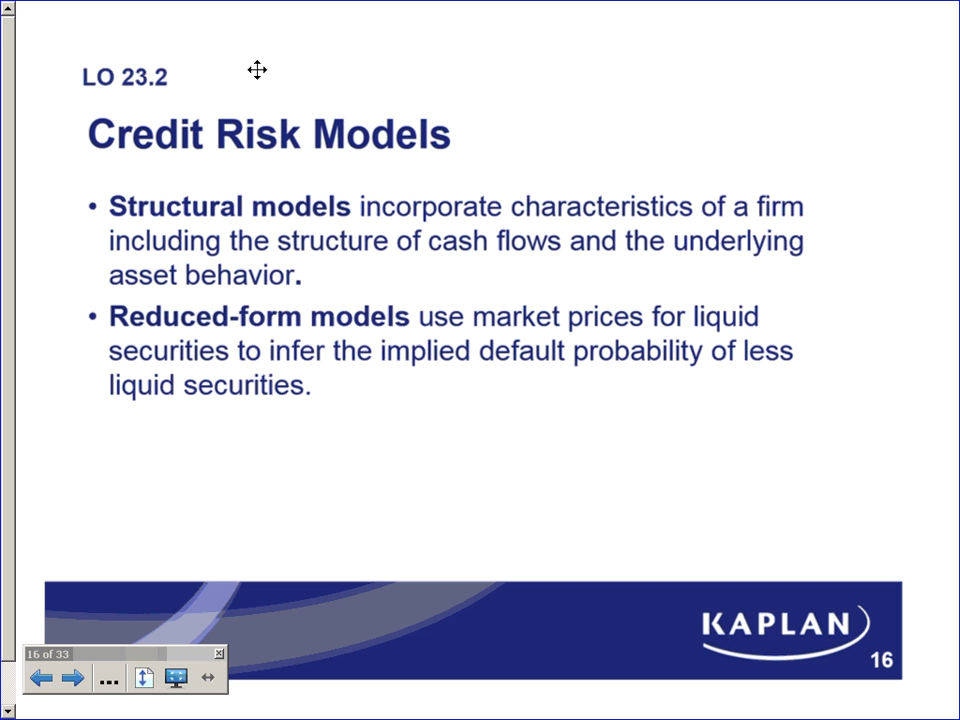 LO 23.2
Credit Risk Models
• Structural models incorporate characteristics of a firm
including the structure of cash flows and the underlying
asset behavior.
• Reduced-form models use market prices for liquid
securities to infer the implied default probability of less
liquid securities.
KAPLAN
16
16 of 33
...